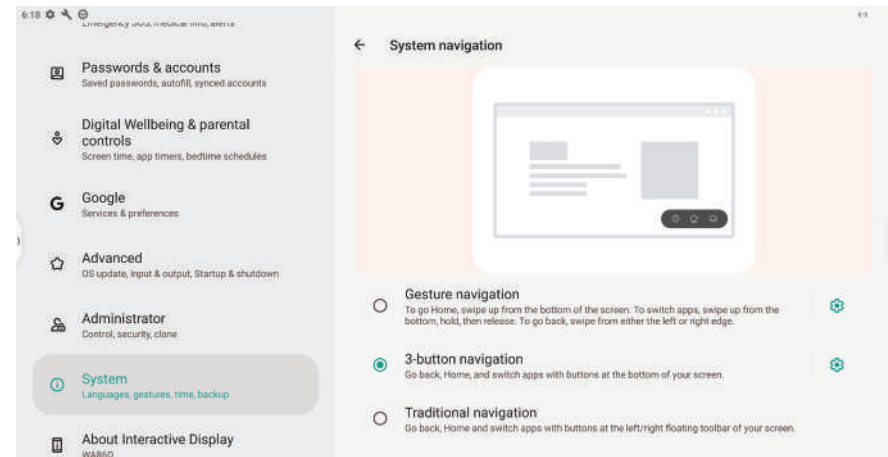 6:18
Emergency SOS, medical info, alerts
Passwords & accounts
Saved passwords, autofill, synced accounts
Digital Wellbeing & parental
controls
Screen time, app timers, bedtime schedules
G Google
Services & preferences
Advanced
OS update, Input & output, Startup & shutdown
Administrator
Control, security, clone
System
Languages, gestures, time, backup
About Interactive Display
WA86D
System navigation
Gesture navigation
To go Home, swipe up from the bottom of the screen. To switch apps, swipe up from the
bottom, hold, then release. To go back, swipe from either the left or right edge.
3-button navigation
Go back, Home, and switch apps with buttons at the bottom of your screen.
Traditional navigation
Go back, Home and switch apps with buttons at the left/right floating toolbar of your screen.